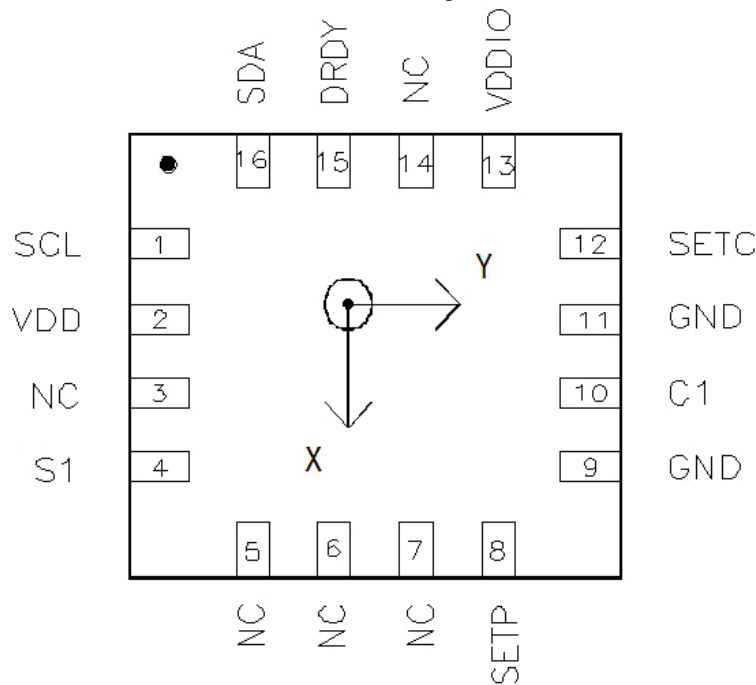 SDA
DRDY
NC
VDDIO
16
15
14
13
SCL
1
12
SETC
Y
VDD
2
11
GND
NC
3
10
C1
X
S1
4
9
GND
5
6
7
8
NC
NC
NC
SETP